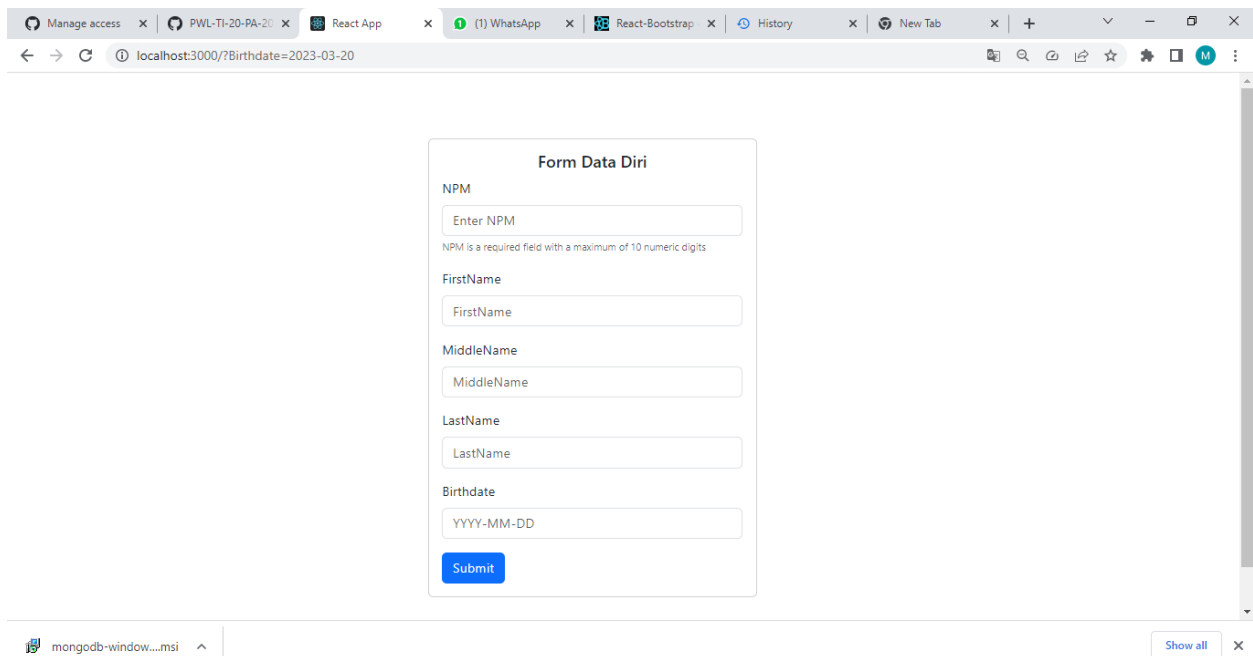 Manage access
PWL-TI-20-PA-20
React App
1 (1) WhatsApp
React-Bootstrap
History
New Tab
localhost:3000/?Birthdate=2023-03-20
M
Form Data Diri
NPM
Enter NPM
NPM is a required field with a maximum of 10 numeric digits
FirstName
FirstName
MiddleName
MiddleName
LastName
LastName
Birthdate
YYYY-MM-DD
Submit
mongodb-window....msi
Show all